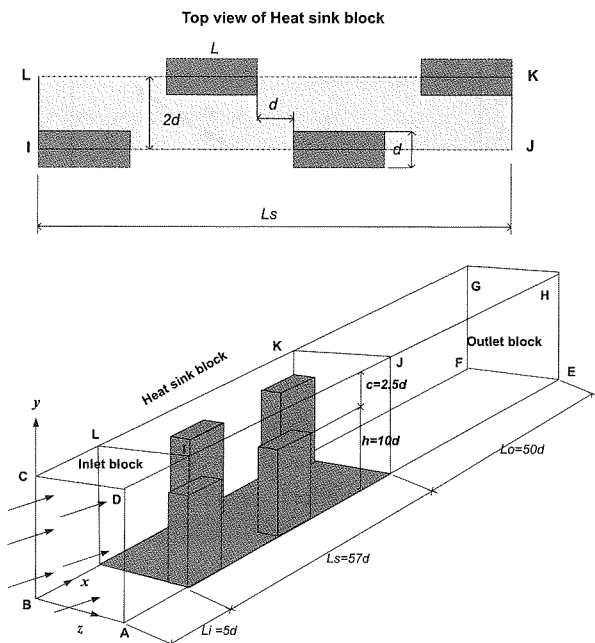 Top view of Heat sink block
L
L
K
d
2d
I
d
J
Ls
G
H
K
Outlet block
J
F
E
Heat sink block
c=2.5d
y
L
h=10d
I
Inlet block
C
D
Lo=50d
x
Ls=57d
B
z
A
Li =5d